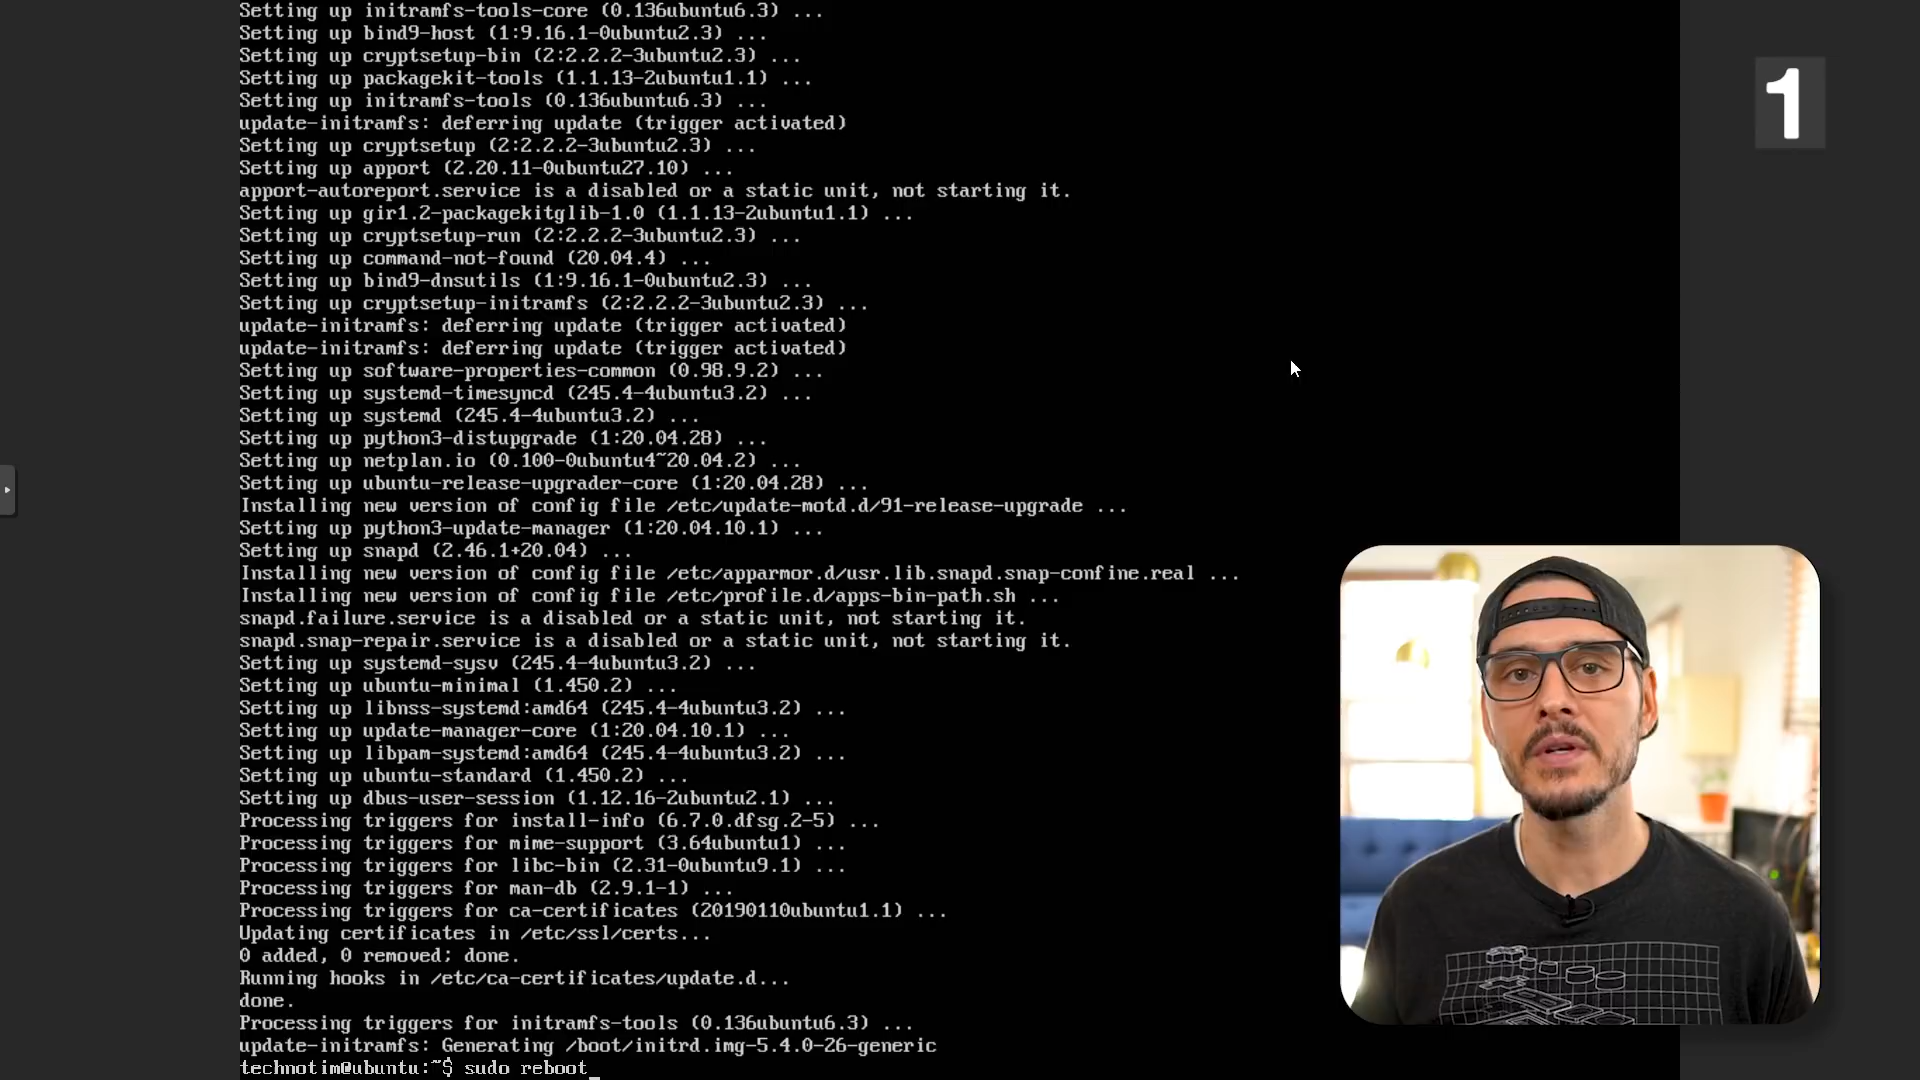 Setting up initramfs-tools-core (0.136ubuntu6.3) ...
Setting up bind9-host (1:9.16.1-0ubuntu2.3) ...
Setting up cryptsetup-bin (2:2.2.2-3ubuntu2.3) ...
Setting up packagekit-tools (1.1.13-2ubuntu1.1) ...
Setting up initramfs-tools (0.136ubuntu6.3) ...
update-initramfs: deferring update (trigger activated)
Setting up cryptsetup (2:2.2.2-3ubuntu2.3) ...
Setting up apport (2.20.11-0ubuntu27.10) ...
apport-autoreport.service is a disabled or a static unit, not starting it.
Setting up gir1.2-packagekitglib-1.0 (1.1.13-2ubuntu1.1) ...
Setting up cryptsetup-run (2:2.2.2-3ubuntu2.3) ...
Setting up command-not-found (20.04.4) ...
Setting up bind9-dnsutils (1:9.16.1-0ubuntu2.3) ...
Setting up cryptsetup-initramfs (2:2.2.2-3ubuntu2.3) ...
update-initramfs: deferring update (trigger activated)
update-initramfs: deferring update (trigger activated)
Setting up software-properties-common (0.98.9.2) ...
Setting up systemd-timesyncd (245.4-4ubuntu3.2) ...
Setting up systemd (245.4-4ubuntu3.2) ...
Setting up python3-distupgrade (1:20.04.28) ...
Setting up netplan.io (0.100-0ubuntu4~20.04.2) ...
Setting up ubuntu-release-upgrader-core (1:20.04.28) ...
Installing new version of config file /etc/update-motd.d/91-release-upgrade ...
Setting up python3-update-manager (1:20.04.10.1) ...
Setting up snapd (2.46.1+20.04) ...
Installing new version of config file /etc/apparmor.d/usr.lib.snapd.snap-confine.real ...
Installing new version of config file /etc/profile.d/apps-bin-path.sh ...
snapd.failure.service is a disabled or a static unit, not starting it.
snapd.snap-repair.service is a disabled or a static unit, not starting it.
Setting up systemd-sysv (245.4-4ubuntu3.2) ...
Setting up ubuntu-minimal (1.450.2) ...
Setting up libnss-systemd:amd64 (245.4-4ubuntu3.2) ...
Setting up update-manager-core (1:20.04.10.1) ...
Setting up libpam-systemd:amd64 (245.4-4ubuntu3.2) ...
Setting up ubuntu-standard (1.450.2) ...
Setting up dbus-user-session (1.12.16-2ubuntu2.1) ...
Processing triggers for install-info (6.7.0.dfsg.2-5) ...
Processing triggers for mime-support (3.64ubuntu1) ...
Processing triggers for libc-bin (2.31-0ubuntu9.1) ...
Processing triggers for man-db (2.9.1-1) ...
Processing triggers for ca-certificates (20190110ubuntu1.1) ...
Updating certificates in /etc/ssl/certs...
0 added, 0 removed; done.
Running hooks in /etc/ca-certificates/update.d...
done.
Processing triggers for initramfs-tools (0.136ubuntu6.3) ...
update-initramfs: Generating /boot/initrd.img-5.4.0-26-generic
technotim@ubuntu:~$ sudo reboot_
1